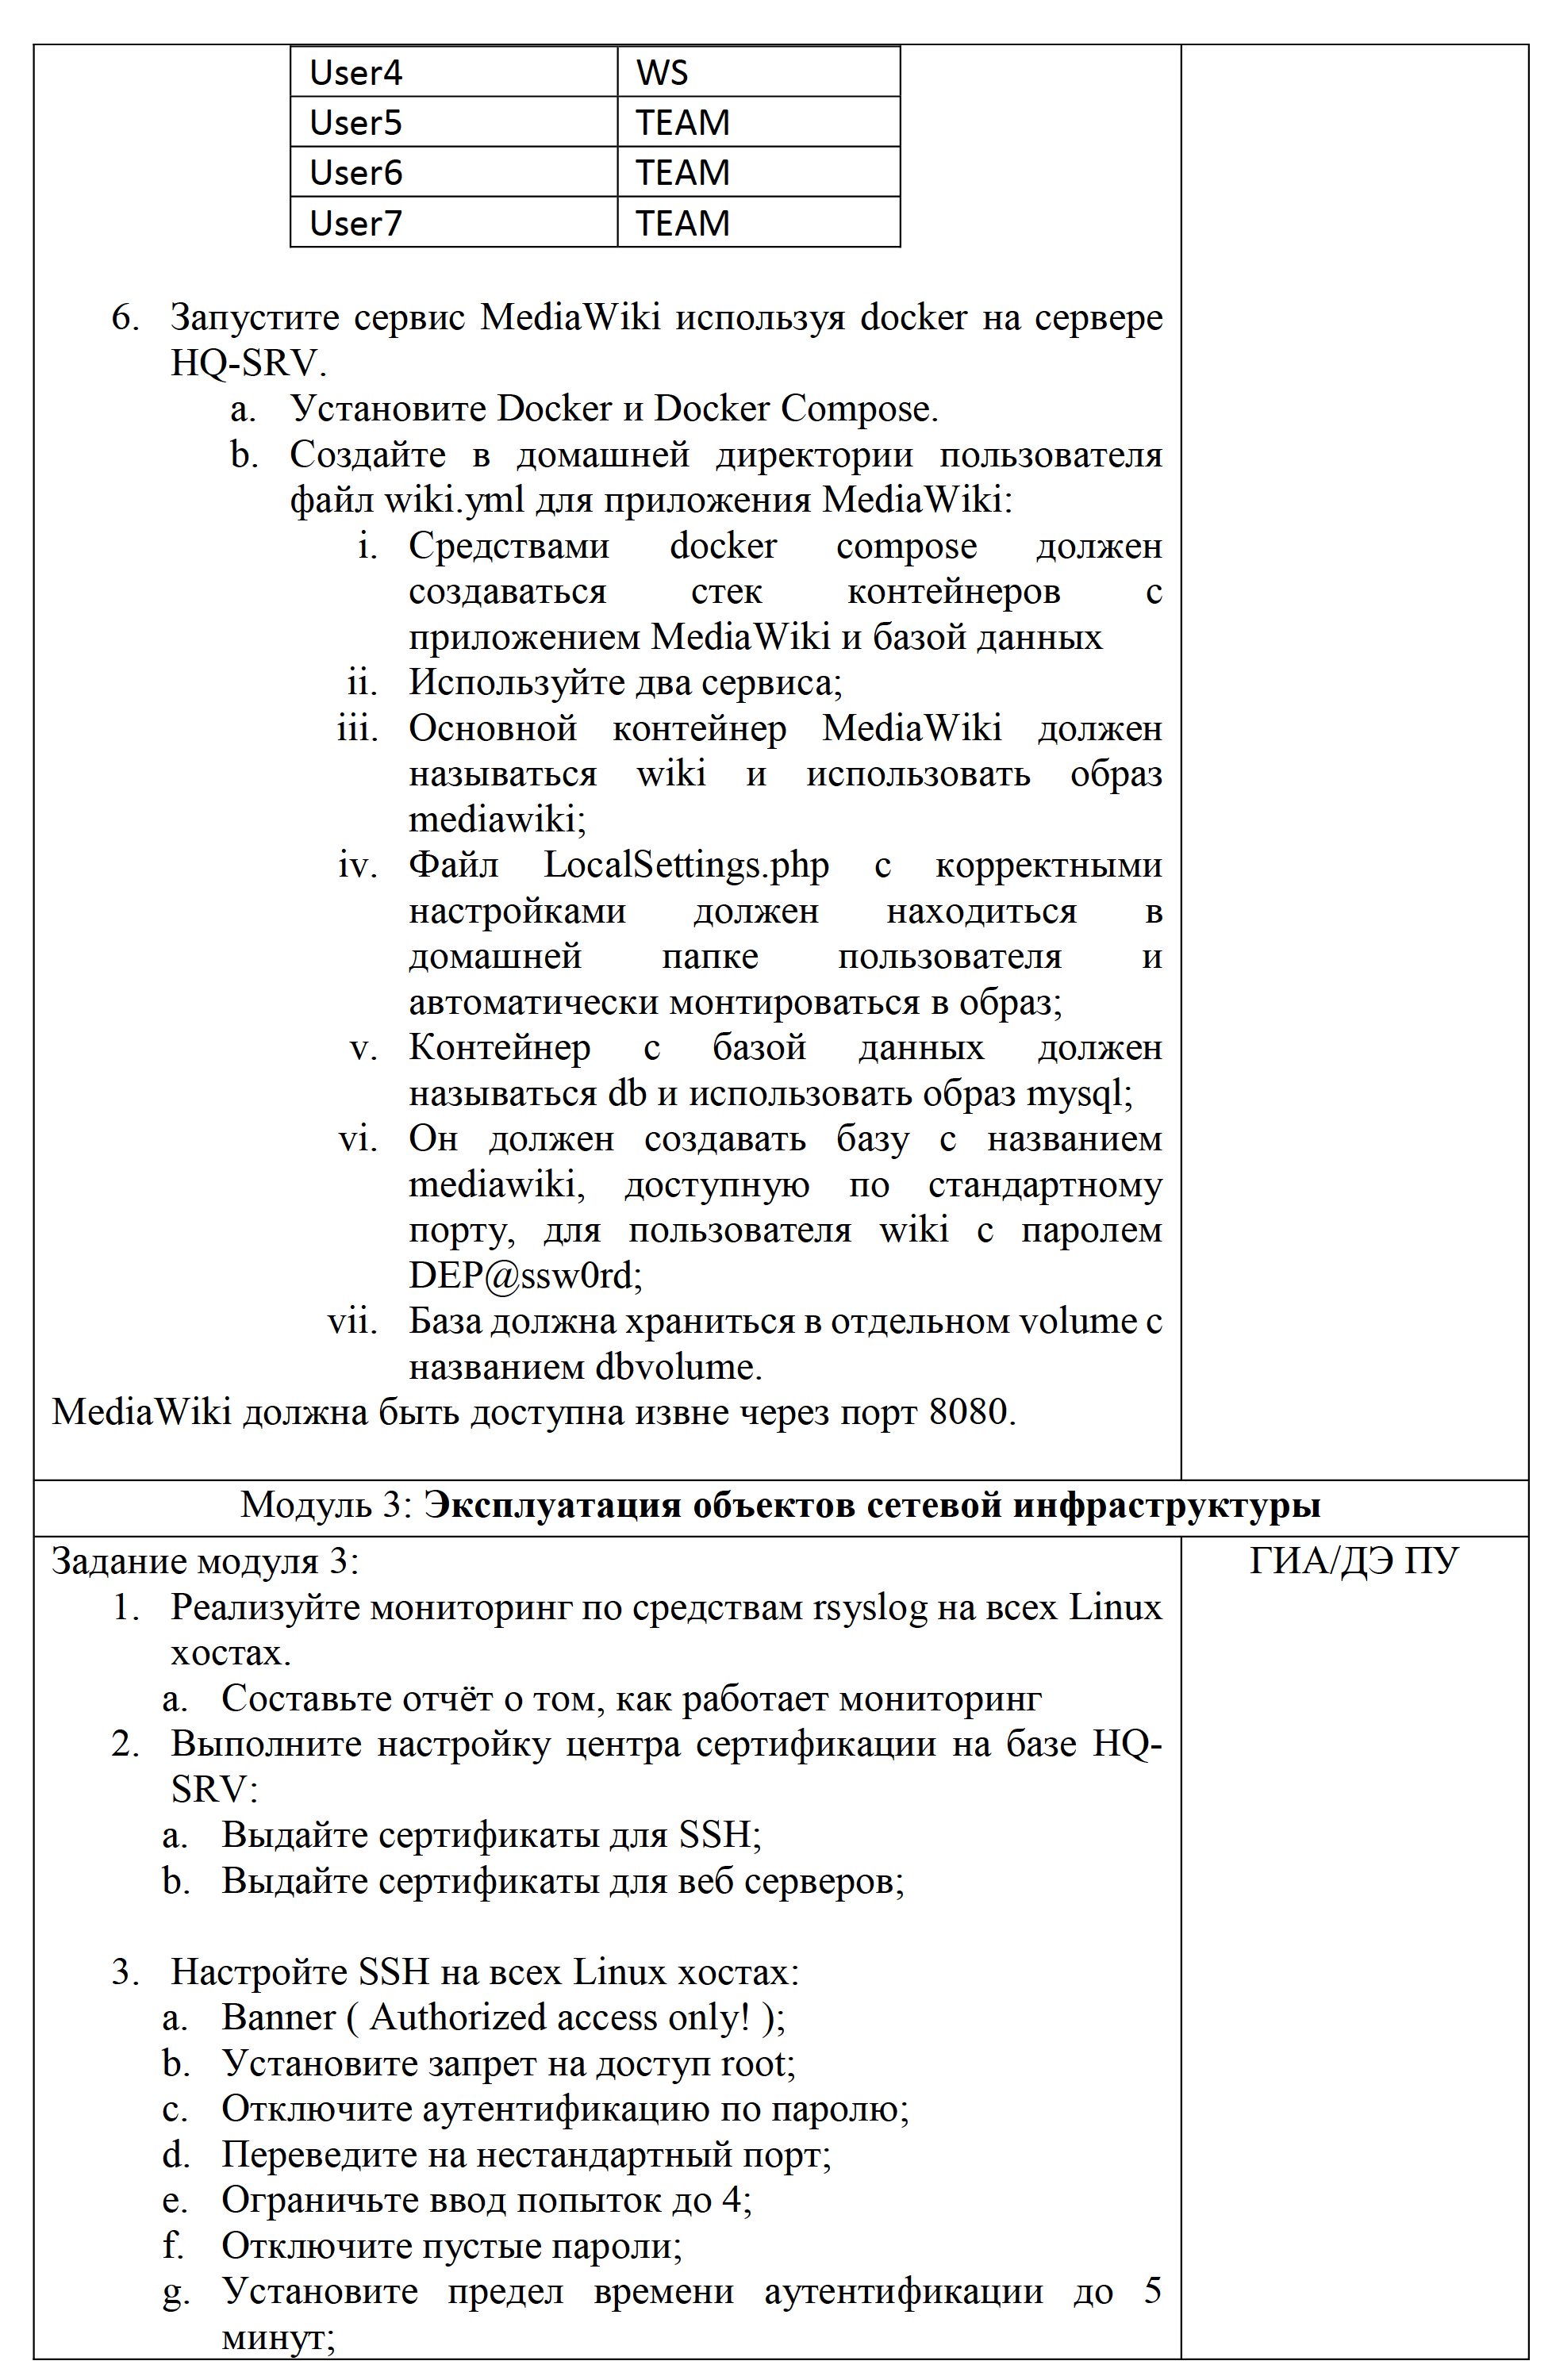 User4 WS
User5 TEAM
User6 TEAM
User7 TEAM
6. Запустите сервис MediaWiki используя docker на сервере
HQ-SRV.
a. Установите Docker и Docker Compose.
b. Создайте в домашней директории пользователя
файл wiki.yml для приложения MediaWiki:
i. Средствами docker compose должен
создаваться стек контейнеров с
приложением MediaWiki и базой данных
ii. Используйте два сервиса;
iii. Основной контейнер MediaWiki должен
называться wiki и использовать образ
mediawiki;
iv. Файл LocalSettings.php с корректными
настройками должен находиться в
домашней папке пользователя и
автоматически монтироваться в образ;
v. Контейнер с базой данных должен
называться db и использовать образ mysql;
vi. Он должен создавать базу с названием
mediawiki, доступную по стандартному
порту, для пользователя wiki с паролем
DEP@ssw0rd;
vii. База должна храниться в отдельном volume с
названием dbvolume.
MediaWiki должна быть доступна извне через порт 8080.
Модуль 3: Эксплуатация объектов сетевой инфраструктуры
Задание модуля 3: ГИА/ДЭ ПУ
1. Реализуйте мониторинг по средствам rsyslog на всех Linux
хостах.
a. Составьте отчёт о том, как работает мониторинг
2. Выполните настройку центра сертификации на базе HQ-
SRV:
a. Выдайте сертификаты для SSH;
b. Выдайте сертификаты для веб серверов;
3. Настройте SSH на всех Linux хостах:
a. Banner ( Authorized access only! );
b. Установите запрет на доступ root;
c. Отключите аутентификацию по паролю;
d. Переведите на нестандартный порт;
e. Ограничьте ввод попыток до 4;
f. Отключите пустые пароли;
g. Установите предел времени аутентификации до 5
минут;